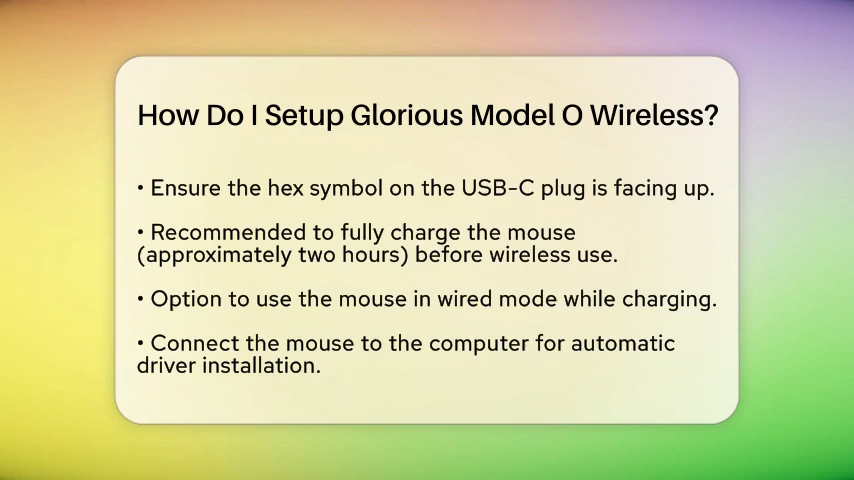 How Do I Setup Glorious Model O Wireless?
• Ensure the hex symbol on the USB-C plug is facing up.
• Recommended to fully charge the mouse
(approximately two hours) before wireless use.
• Option to use the mouse in wired mode while charging.
• Connect the mouse to the computer for automatic
driver installation.